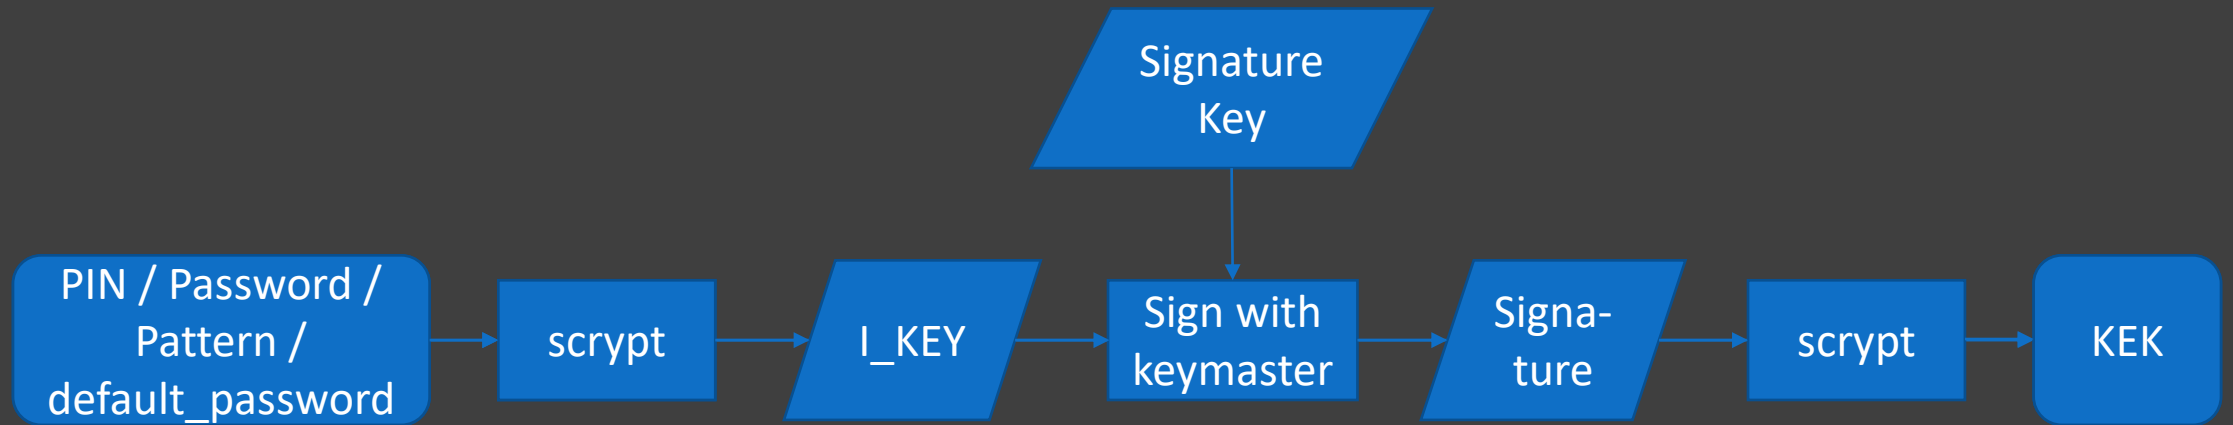 Signature
Key
PIN / Password /
Pattern /
default_password
scrypt
I_KEY
Sign with
keymaster
Signa-
ture
scrypt
KEK